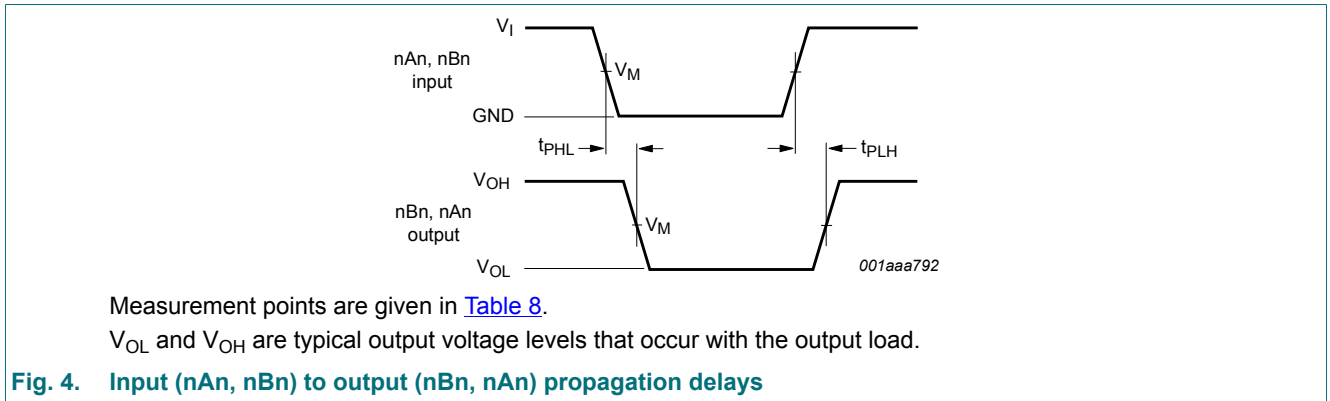 V_I
nAn, nBn
input
V_M
GND
t_PHL
t_PLH
V_OH
nBn, nAn
output
V_M
V_OL
001aaa792
Measurement points are given in Table 8.
V_OL and V_OH are typical output voltage levels that occur with the output load.
Fig. 4. Input (nAn, nBn) to output (nBn, nAn) propagation delays